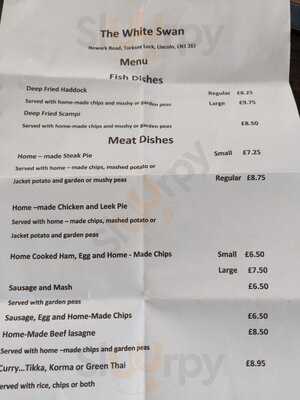 The White Swan
Newark Road, Torksey Lock, Lincoln, LN1 2EJ
Menu
Fish Dishes
Deep Fried Haddock Regular £6.25
Served with home-made chips and mushy or garden peas Large £9.75
Deep Fried Scampi
Served with home-made chips and mushy or garden peas £8.50
Meat Dishes
Home – made Steak Pie Small £7.25
Served with home – made chips, mashed potato or
Jacket potato and garden or mushy peas Regular £8.75
Home –made Chicken and Leek Pie
Served with home – made chips, mashed potato or
Jacket potato and garden peas
Home Cooked Ham, Egg and Home - Made Chips Small £6.50
Large £7.50
Sausage and Mash £6.50
Served with garden peas
Sausage, Egg and Home-Made Chips £6.50
Home-Made Beef lasagne £8.50
Served with home –made chips and garden peas
Curry...Tikka, Korma or Green Thai £8.95
served with rice, chips or both